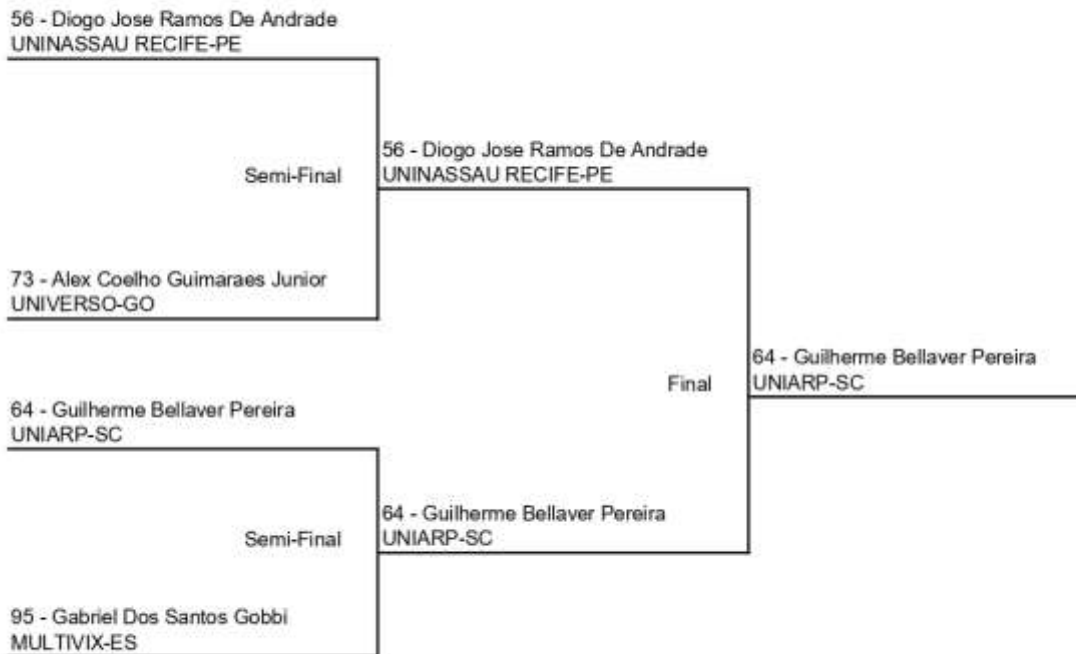 56 - Diogo Jose Ramos De Andrade
UNINASSAU RECIFE-PE
56 - Diogo Jose Ramos De Andrade
Semi-Final
UNINASSAU RECIFE-PE
73 - Alex Coelho Guimaraes Junior
UNIVERSO-GO
64 - Guilherme Bellaver Pereira
Final
UNIARP-SC
64 - Guilherme Bellaver Pereira
UNIARP-SC
64 - Guilherme Bellaver Pereira
Semi-Final
UNIARP-SC
95 - Gabriel Dos Santos Gobbi
MULTIVIX-ES